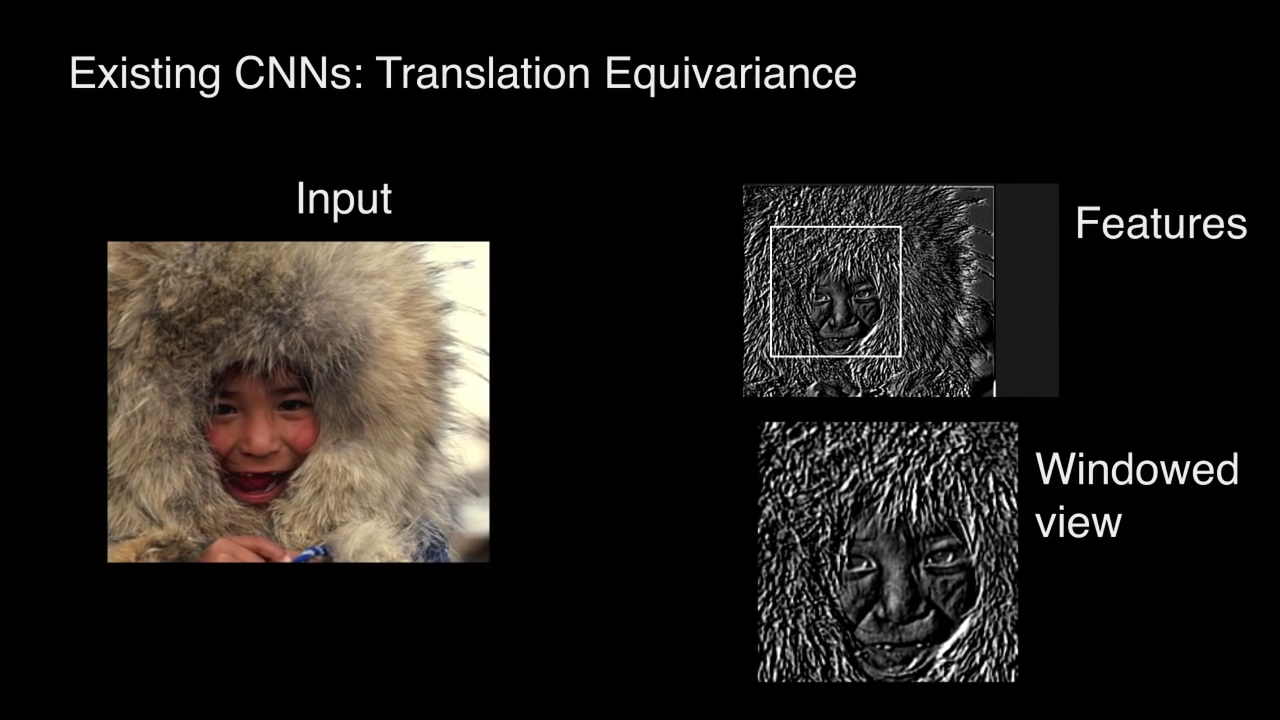 Existing CNNs: Translation Equivariance
Input
Features
Windowed
view